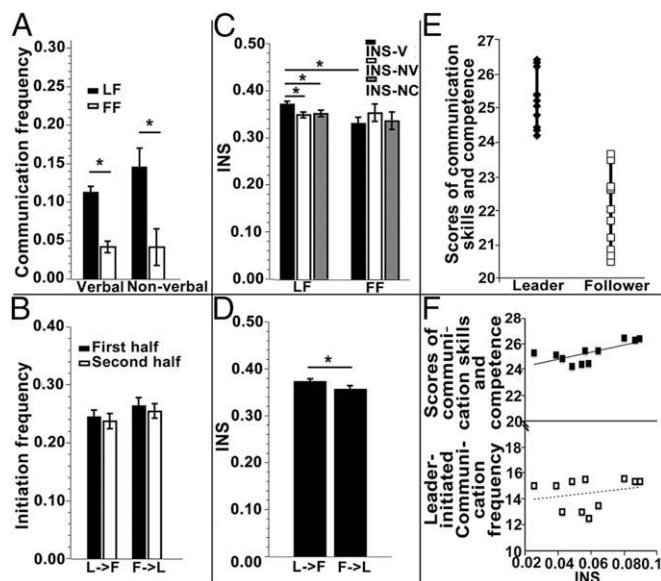 A
Communication frequency
0.30
0.25
0.20
0.15
0.10
0.05
0.00
LF
FF
*
*
Verbal
Non-verbal
C
INS
0.50
0.40
0.30
0.20
0.10
0.00
INS-V
INS-NV
INS-NC
*
*
*
*
LF
FF
E
Scores of communication
skills and competence
27
26
25
24
23
22
21
20
Leader
Follower
B
Initiation frequency
0.40
0.30
0.20
0.10
0.00
First half
Second half
L->F
F->L
D
INS
0.50
0.40
0.30
0.20
0.10
0.00
*
L->F
F->L
F
Scores of
communi-
cation skills
and
competence
28
26
24
22
20
Leader-
initiated
Communi-
cation
frequency
18
16
14
12
0.02
0.04
0.06
0.08
0.1
INS